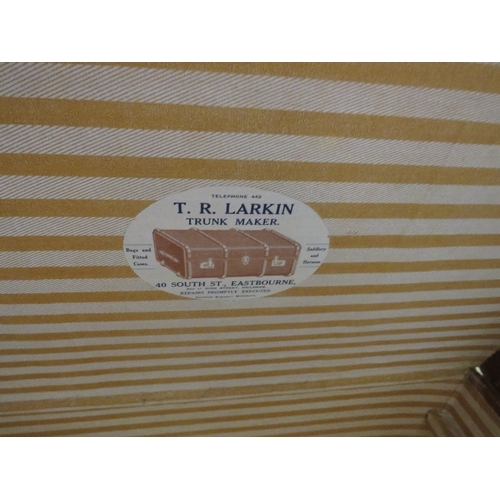 TELEPHONE 442
T. R. LARKIN
TRUNK MAKER.
Bags and
Fitted
Cases.
Saddlery
and
Harness
40 SOUTH ST., EASTBOURNE,
REPAIRS PROMPTLY EXECUTED